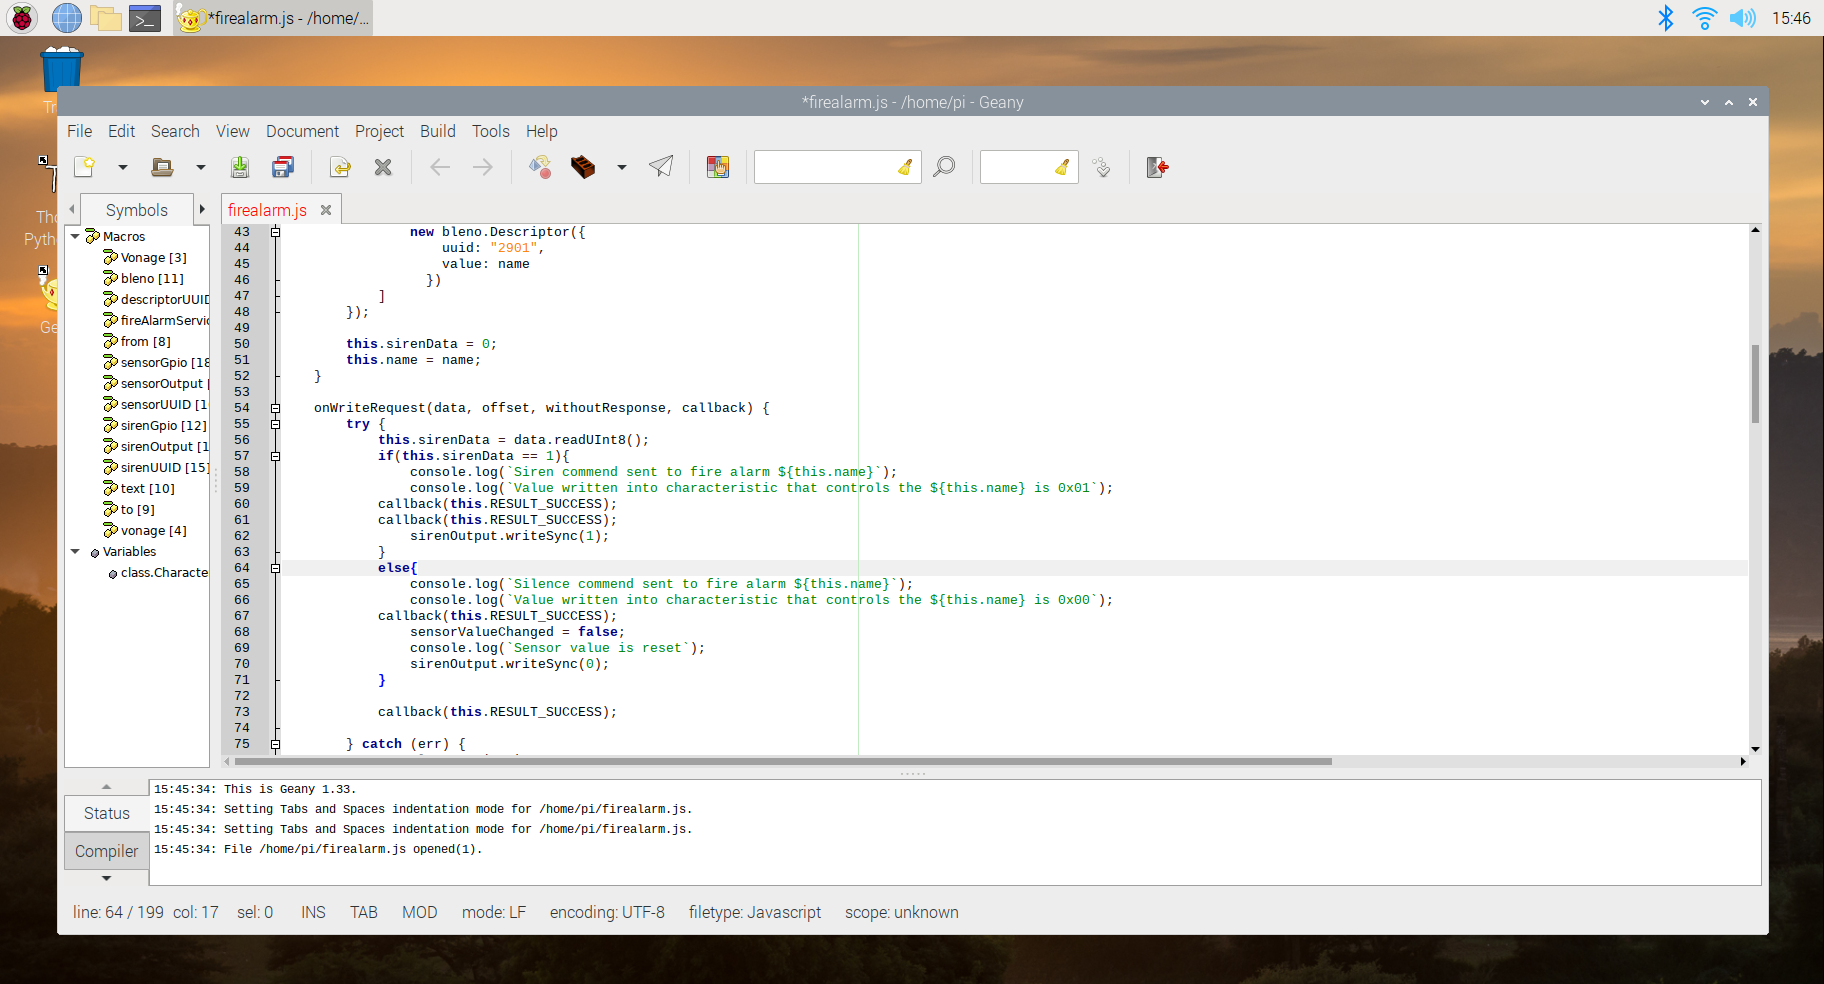 *firealarm.js - /home/...
15:46
*firealarm.js - /home/pi - Geany
File Edit Search View Document Project Build Tools Help
Symbols
firealarm.js
Macros
Vonage [3]
bleno [11]
descriptorUUID
fireAlarmServic
from [8]
sensorGpio [18
sensorOutput [
sensorUUID [1
sirenGpio [12]
sirenOutput [1
sirenUUID [15]
text [10]
to [9]
vonage [4]
Variables
class.Characte
43 new bleno.Descriptor({
44 uuid: "2901",
45 value: name
46 })
47 ]
48 });
49
50 this.sirenData = 0;
51 this.name = name;
52 }
53
54 onWriteRequest(data, offset, withoutResponse, callback) {
55 try {
56 this.sirenData = data.readUInt8();
57 if(this.sirenData == 1){
58 console.log(`Siren commend sent to fire alarm ${this.name}`);
59 console.log(`Value written into characteristic that controls the ${this.name} is 0x01`);
60 callback(this.RESULT_SUCCESS);
61 callback(this.RESULT_SUCCESS);
62 sirenOutput.writeSync(1);
63 }
64 else{
65 console.log(`Silence commend sent to fire alarm ${this.name}`);
66 console.log(`Value written into characteristic that controls the ${this.name} is 0x00`);
67 callback(this.RESULT_SUCCESS);
68 sensorValueChanged = false;
69 console.log(`Sensor value is reset`);
70 sirenOutput.writeSync(0);
71 }
72
73 callback(this.RESULT_SUCCESS);
74
75 } catch (err) {
Status
Compiler
15:45:34: This is Geany 1.33.
15:45:34: Setting Tabs and Spaces indentation mode for /home/pi/firealarm.js.
15:45:34: Setting Tabs and Spaces indentation mode for /home/pi/firealarm.js.
15:45:34: File /home/pi/firealarm.js opened(1).
line: 64 / 199 col: 17 sel: 0 INS TAB MOD mode: LF encoding: UTF-8 filetype: Javascript scope: unknown